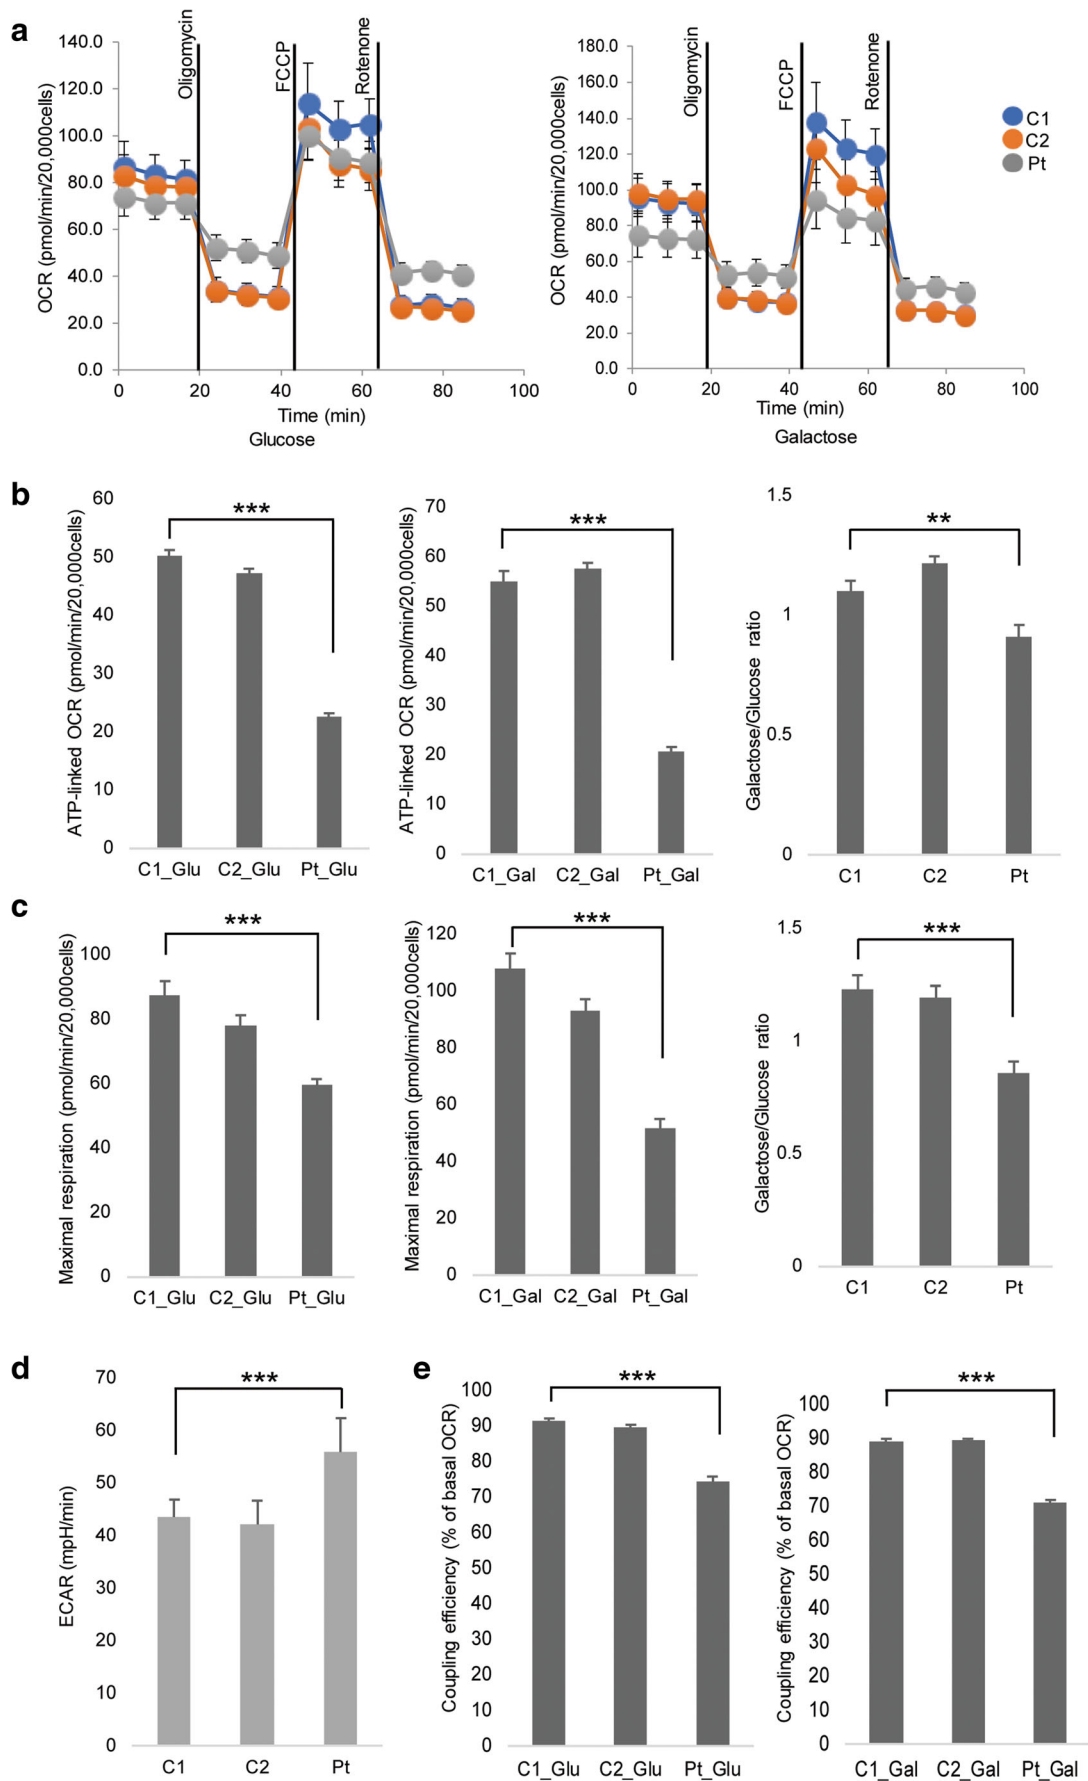 a
OCR (pmol/min/20,000cells)
140.0
120.0
100.0
80.0
60.0
40.0
20.0
0.0
Oligomycin
FCCP
Rotenone
0 20 40 60 80 100
Time (min)
Glucose
OCR (pmol/min/20,000cells)
180.0
160.0
140.0
120.0
100.0
80.0
60.0
40.0
20.0
0.0
Oligomycin
FCCP
Rotenone
0 20 40 60 80 100
Time (min)
Galactose
C1
C2
Pt
b
ATP-linked OCR (pmol/min/20,000cells)
60
50
40
30
20
10
0
***
C1_Glu C2_Glu Pt_Glu
ATP-linked OCR (pmol/min/20,000cells)
70
60
50
40
30
20
10
0
***
C1_Gal C2_Gal Pt_Gal
Galactose/Glucose ratio
1.5
1
0.5
0
**
C1 C2 Pt
c
Maximal respiration (pmol/min/20,000cells)
100
80
60
40
20
0
***
C1_Glu C2_Glu Pt_Glu
Maximal respiration (pmol/min/20,000cells)
120
100
80
60
40
20
0
***
C1_Gal C2_Gal Pt_Gal
Galactose/Glucose ratio
1.5
1
0.5
0
***
C1 C2 Pt
d
ECAR (mpH/min)
70
60
50
40
30
20
10
0
***
C1 C2 Pt
e
Coupling efficiency (% of basal OCR)
100
90
80
70
60
50
40
30
20
10
0
***
C1_Glu C2_Glu Pt_Glu
Coupling efficiency (% of basal OCR)
100
90
80
70
60
50
40
30
20
10
0
***
C1_Gal C2_Gal Pt_Gal